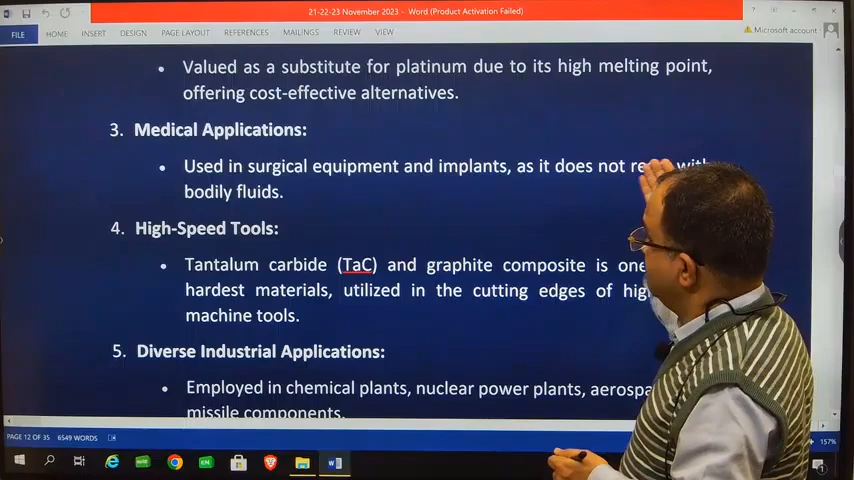 21-22-23 November 2023 - Word (Product Activation Failed)
FILE HOME INSERT DESIGN PAGE LAYOUT REFERENCES MAILINGS REVIEW VIEW Microsoft account
• Valued as a substitute for platinum due to its high melting point,
offering cost-effective alternatives.
3. Medical Applications:
• Used in surgical equipment and implants, as it does not with
bodily fluids.
4. High-Speed Tools:
• Tantalum carbide (TaC) and graphite composite is one
hardest materials, utilized in the cutting edges of
machine tools.
5. Diverse Industrial Applications:
• Employed in chemical plants, nuclear power plants,
missile components.
PAGE 12 OF 35 6549 WORDS 157%